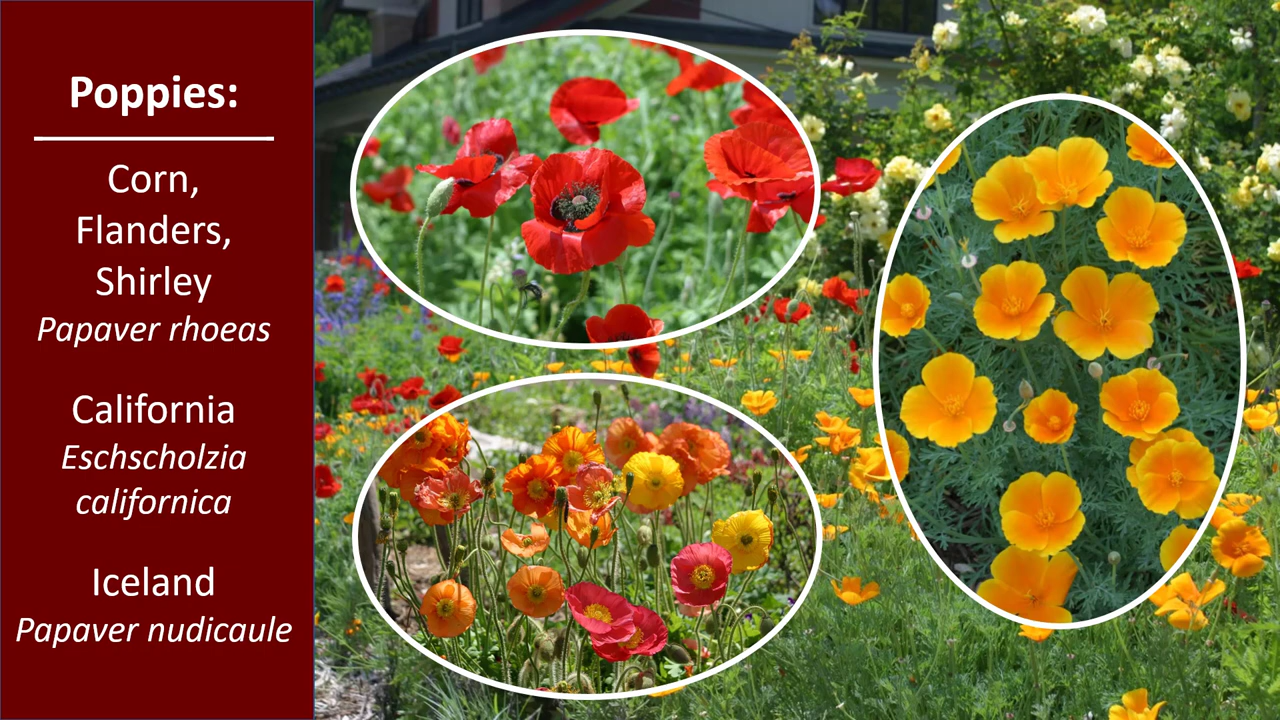 Poppies:
Corn,
Flanders,
Shirley
Papaver rhoeas
California
Eschscholzia
californica
Iceland
Papaver nudicaule